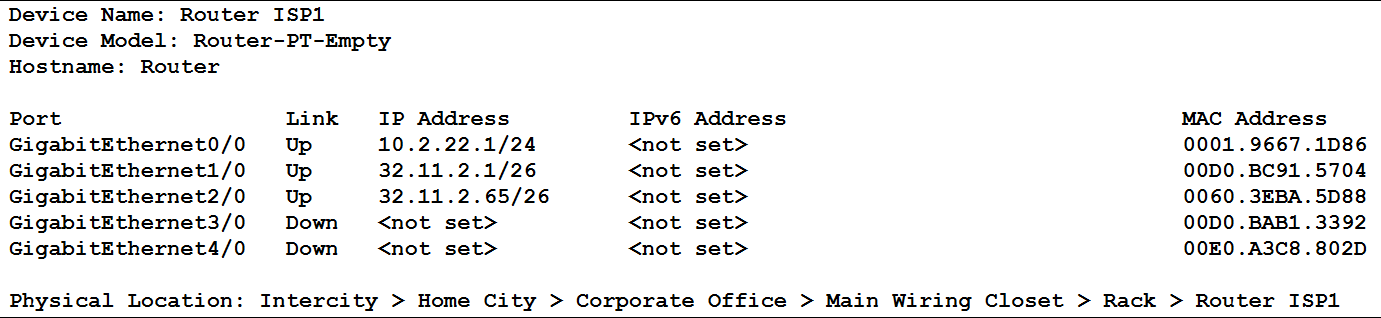 Device Name: Router ISP1
Device Model: Router-PT-Empty
Hostname: Router
Port Link IP Address IPv6 Address MAC Address
GigabitEthernet0/0 Up 10.2.22.1/24 <not set> 0001.9667.1D86
GigabitEthernet1/0 Up 32.11.2.1/26 <not set> 00D0.BC91.5704
GigabitEthernet2/0 Up 32.11.2.65/26 <not set> 0060.3EBA.5D88
GigabitEthernet3/0 Down <not set> <not set> 00D0.BAB1.3392
GigabitEthernet4/0 Down <not set> <not set> 00E0.A3C8.802D
Physical Location: Intercity > Home City > Corporate Office > Main Wiring Closet > Rack > Router ISP1